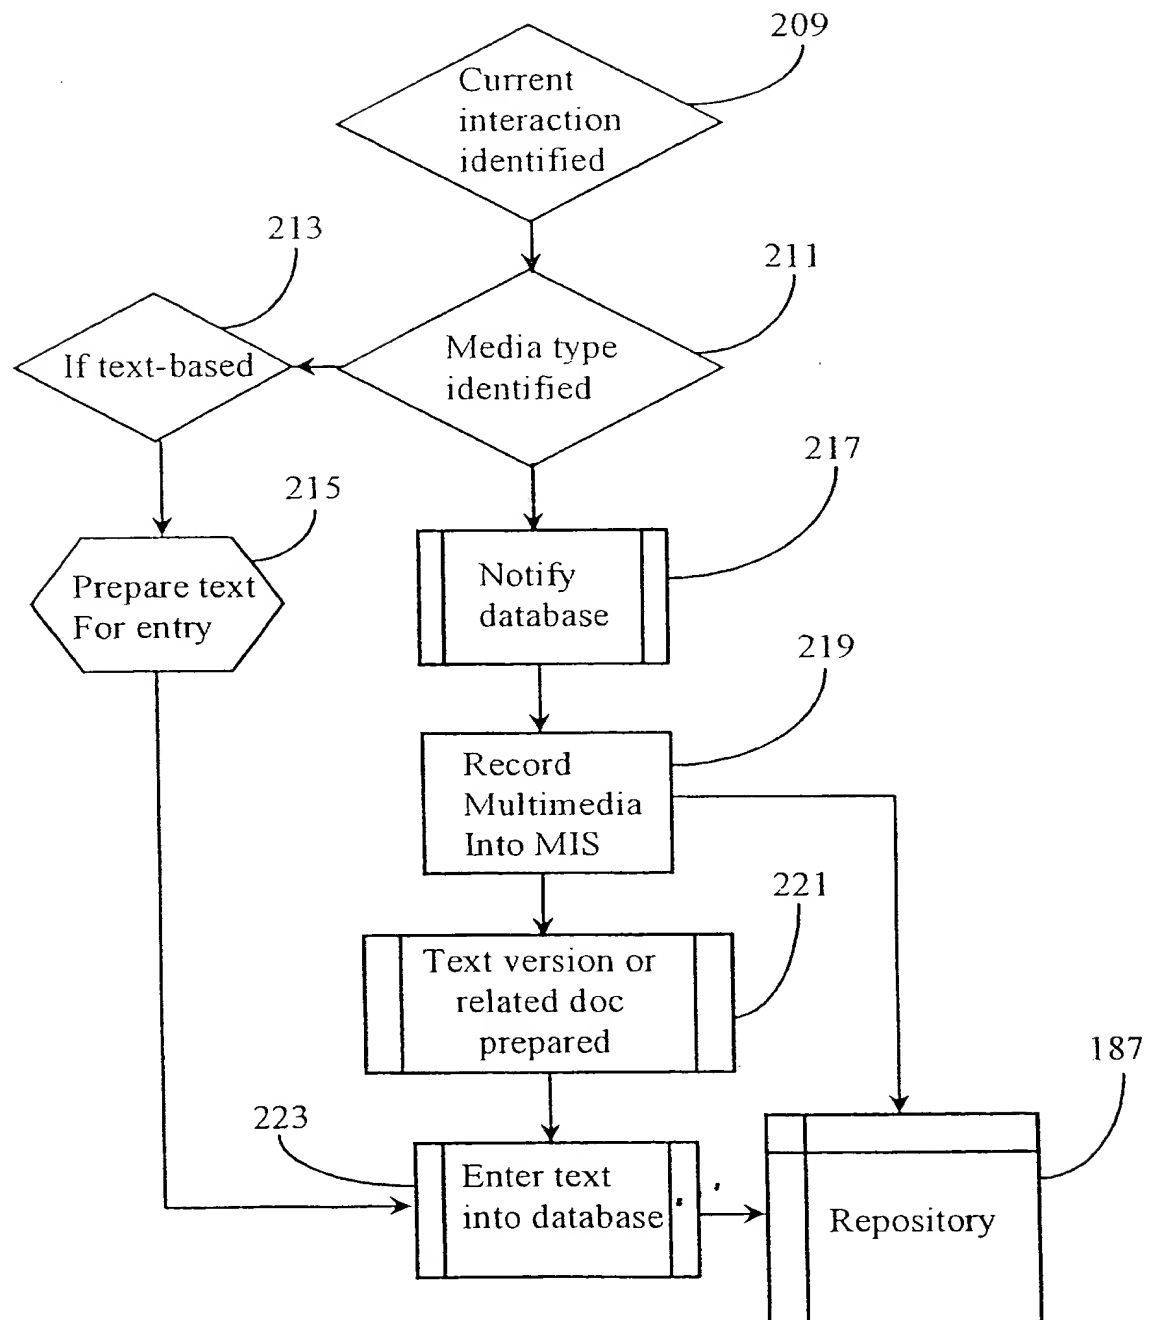 209
Current
interaction
identified
213
211
If text-based
Media type
identified
217
215
Notify
database
Prepare text
For entry
219
Record
Multimedia
Into MIS
221
Text version or
related doc
prepared
187
223
Enter text
into database
Repository